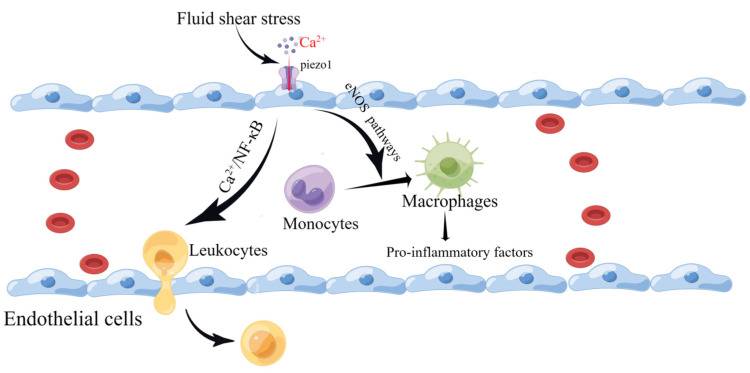 Fluid shear stress
Ca²⁺
piezo1
eNOS pathways
Ca²⁺/NF-κB
Monocytes
Macrophages
Leukocytes
Pro-inflammatory factors
Endothelial cells